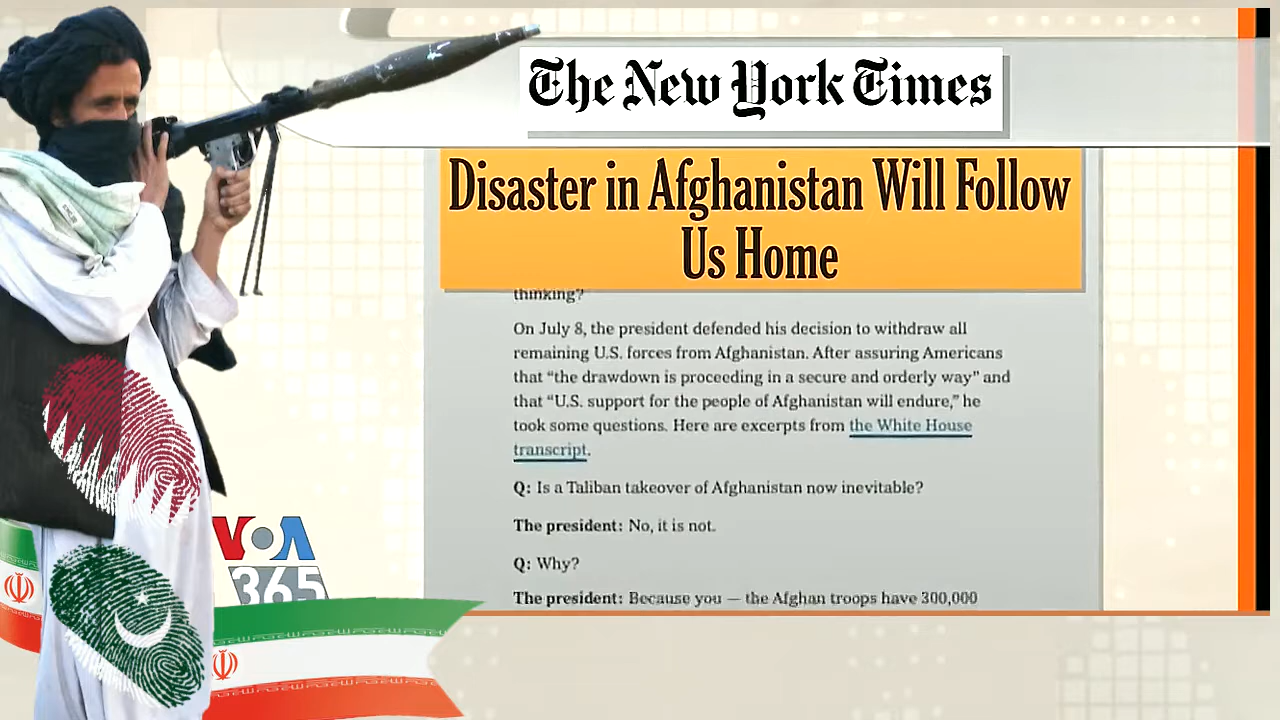 The New York Times
Disaster in Afghanistan Will Follow
Us Home
thinking?
On July 8, the president defended his decision to withdraw all
remaining U.S. forces from Afghanistan. After assuring Americans
that “the drawdown is proceeding in a secure and orderly way” and
that “U.S. support for the people of Afghanistan will endure,” he
took some questions. Here are excerpts from the White House
transcript.
Q: Is a Taliban takeover of Afghanistan now inevitable?
The president: No, it is not.
Q: Why?
The president: Because you — the Afghan troops have 300,000
VOA
365